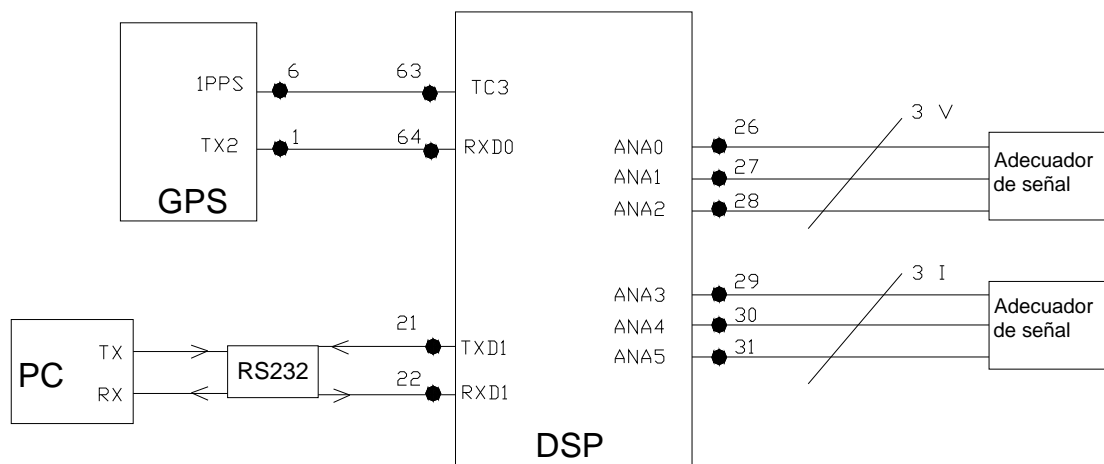 1PPS
6
63
TC3
TX2
1
64
RXD0
GPS
ANA0
26
ANA1
27
ANA2
28
3 V
Adecuador
de señal
ANA3
29
ANA4
30
ANA5
31
3 I
Adecuador
de señal
PC
TX
RX
RS232
21
TXD1
22
RXD1
DSP